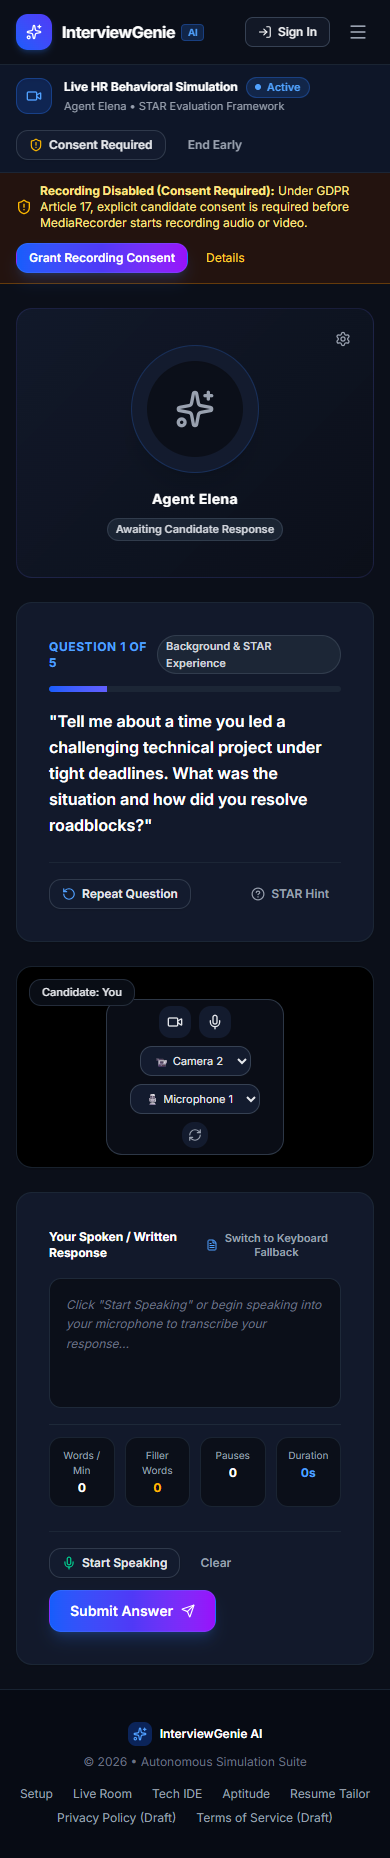 InterviewGenie AI
Sign In
Live HR Behavioral Simulation
Active
Agent Elena • STAR Evaluation Framework
Consent Required
End Early
Recording Disabled (Consent Required): Under GDPR
Article 17, explicit candidate consent is required before
MediaRecorder starts recording audio or video.
Grant Recording Consent
Details
Agent Elena
Awaiting Candidate Response
QUESTION 1 OF
5
Background & STAR
Experience
"Tell me about a time you led a
challenging technical project under
tight deadlines. What was the
situation and how did you resolve
roadblocks?"
Repeat Question
STAR Hint
Candidate: You
Camera 2
Microphone 1
Your Spoken / Written
Response
Switch to Keyboard
Fallback
Click "Start Speaking" or begin speaking into
your microphone to transcribe your
response...
Words /
Min
0
Filler
Words
0
Pauses
0
Duration
0s
Start Speaking
Clear
Submit Answer
InterviewGenie AI
© 2026 • Autonomous Simulation Suite
Setup
Live Room
Tech IDE
Aptitude
Resume Tailor
Privacy Policy (Draft)
Terms of Service (Draft)